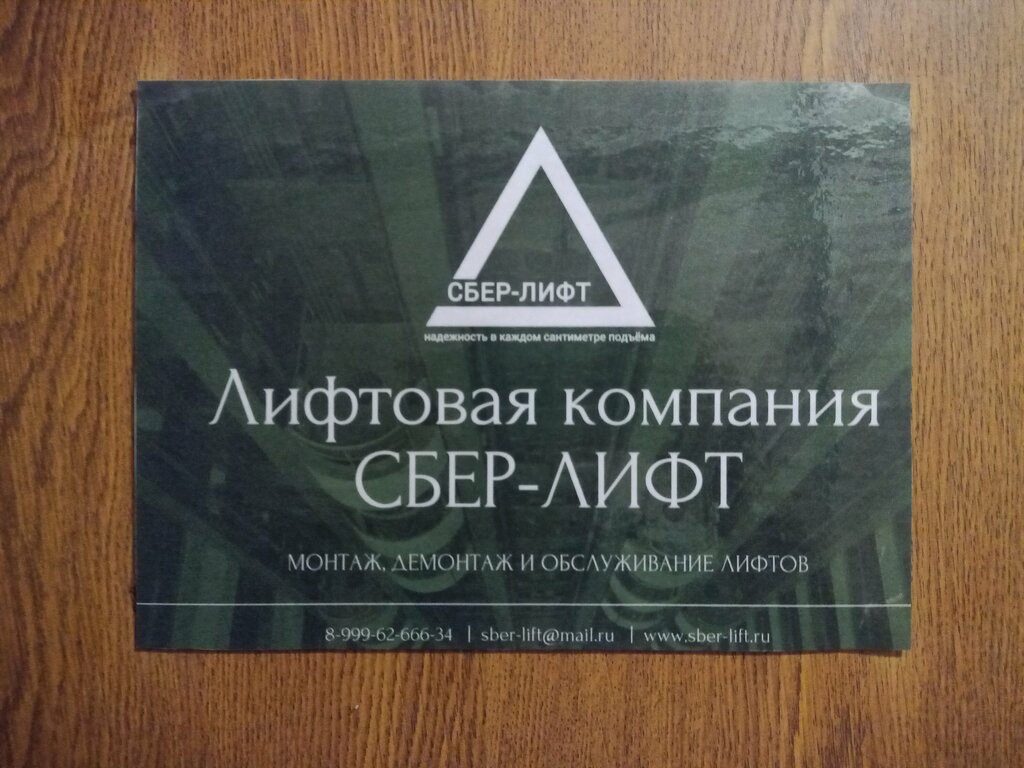 СБЕР-ЛИФТ
надежность в каждом сантиметре подъёма
Лифтовая компания
СБЕР-ЛИФТ
МОНТАЖ, ДЕМОНТАЖ И ОБСЛУЖИВАНИЕ ЛИФТОВ
8-999-62-666-34 | sber-lift@mail.ru | www.sber-lift.ru